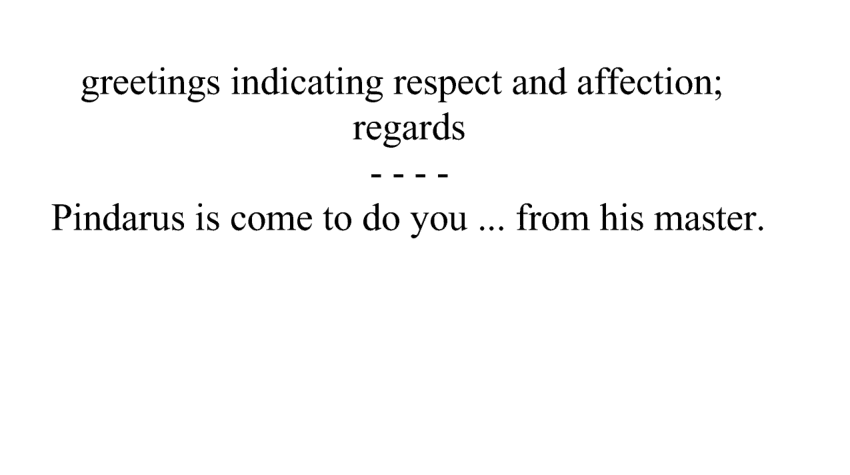 greetings indicating respect and affection;
regards
- - - -
Pindarus is come to do you ... from his master.